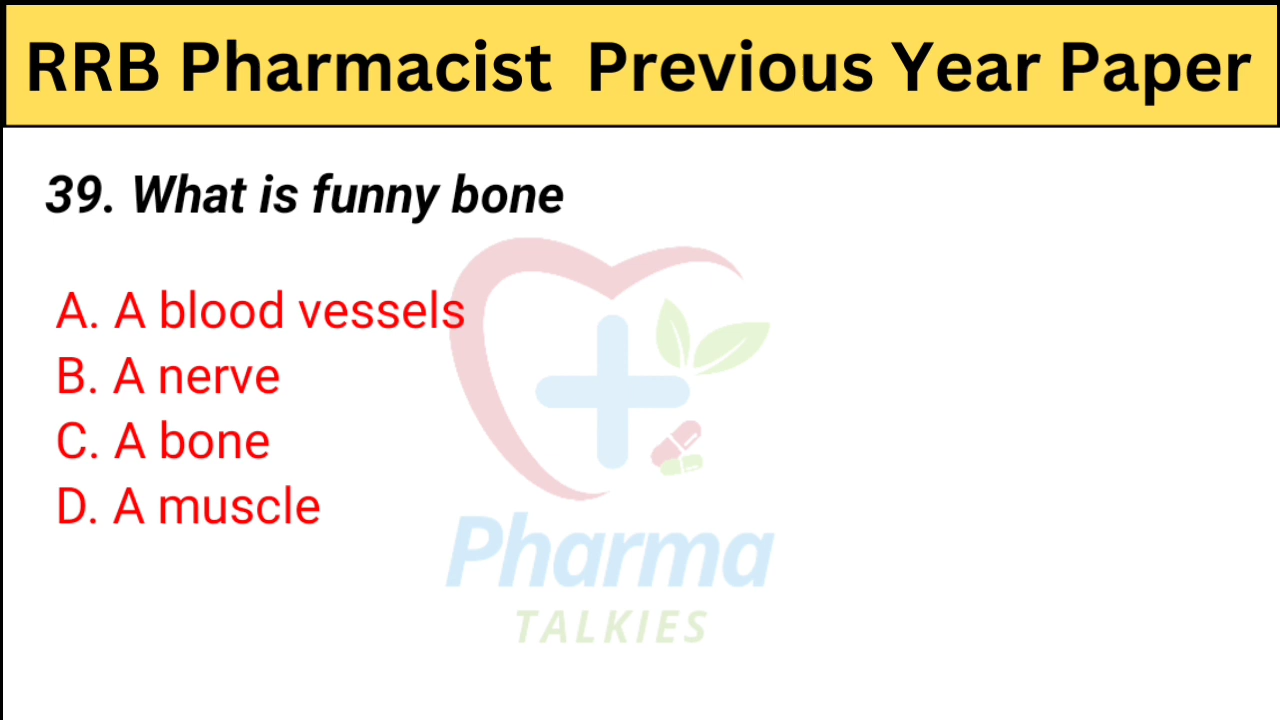 RRB Pharmacist Previous Year Paper
39. What is funny bone
A. A blood vessels
B. A nerve
C. A bone
D. A muscle
Pharma
TALKIES